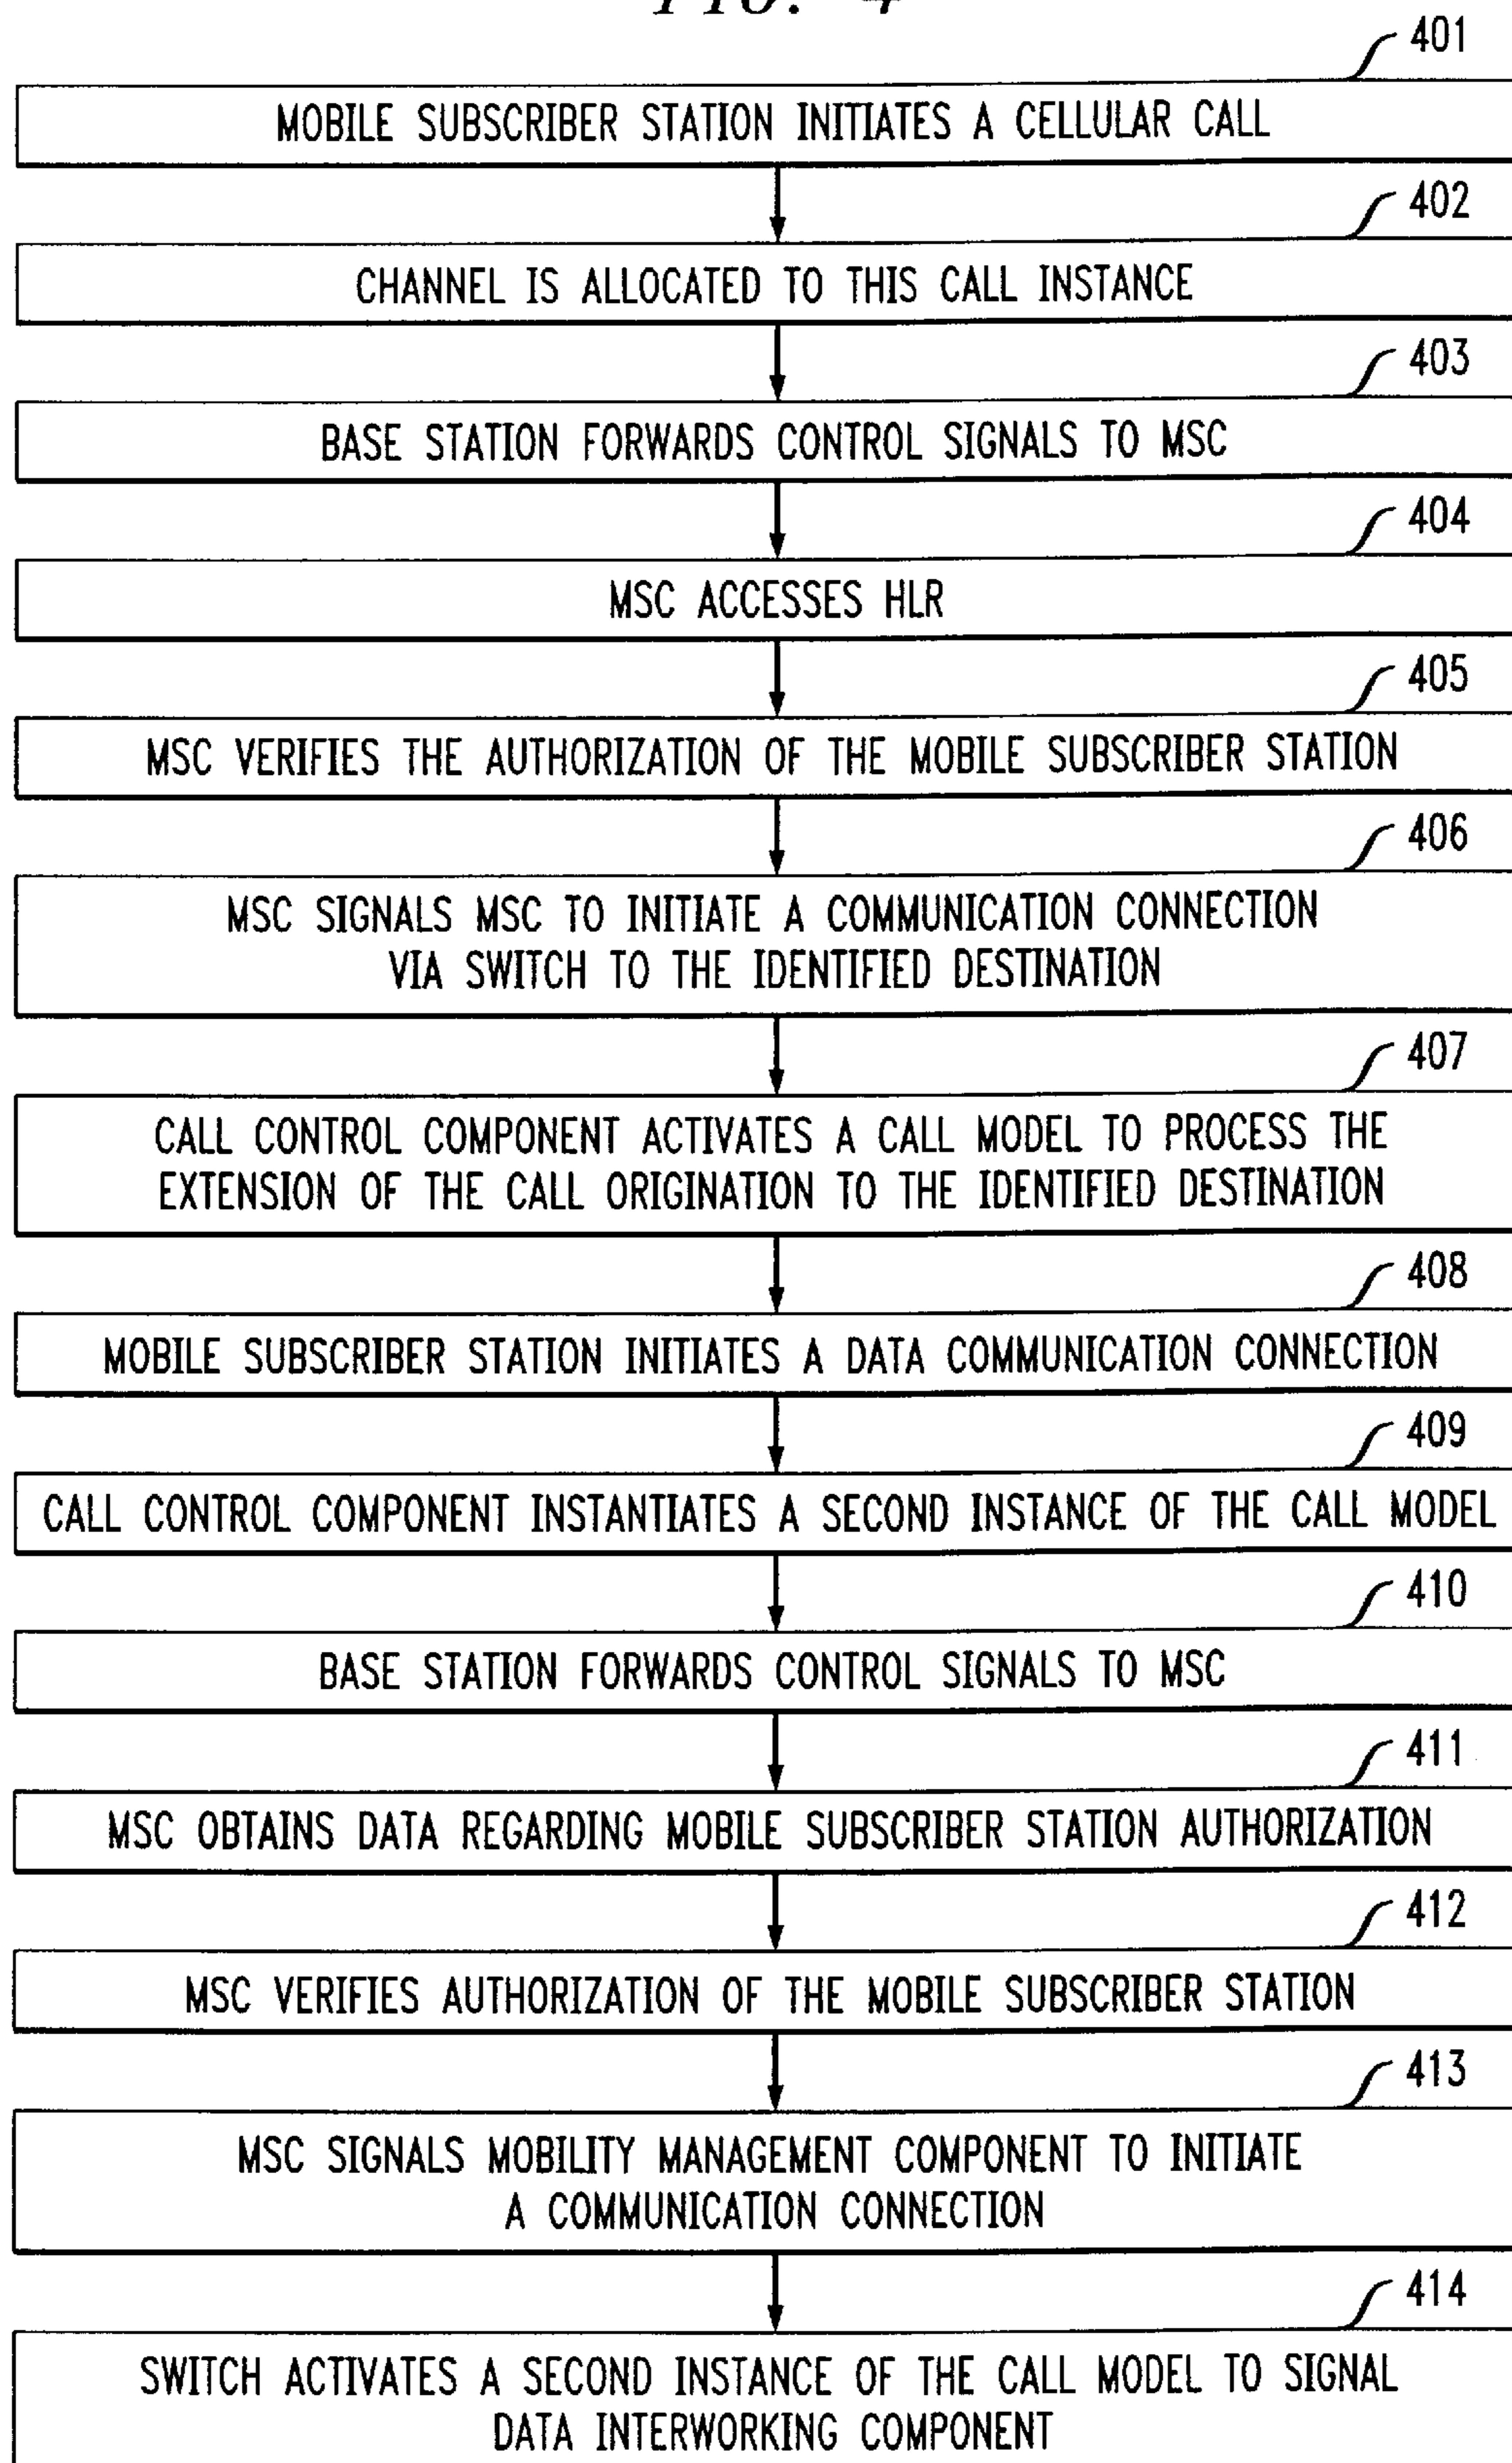 FIG. 4
401
MOBILE SUBSCRIBER STATION INITIATES A CELLULAR CALL
402
CHANNEL IS ALLOCATED TO THIS CALL INSTANCE
403
BASE STATION FORWARDS CONTROL SIGNALS TO MSC
404
MSC ACCESSES HLR
405
MSC VERIFIES THE AUTHORIZATION OF THE MOBILE SUBSCRIBER STATION
406
MSC SIGNALS MSC TO INITIATE A COMMUNICATION CONNECTION
VIA SWITCH TO THE IDENTIFIED DESTINATION
407
CALL CONTROL COMPONENT ACTIVATES A CALL MODEL TO PROCESS THE
EXTENSION OF THE CALL ORIGINATION TO THE IDENTIFIED DESTINATION
408
MOBILE SUBSCRIBER STATION INITIATES A DATA COMMUNICATION CONNECTION
409
CALL CONTROL COMPONENT INSTANTIATES A SECOND INSTANCE OF THE CALL MODEL
410
BASE STATION FORWARDS CONTROL SIGNALS TO MSC
411
MSC OBTAINS DATA REGARDING MOBILE SUBSCRIBER STATION AUTHORIZATION
412
MSC VERIFIES AUTHORIZATION OF THE MOBILE SUBSCRIBER STATION
413
MSC SIGNALS MOBILITY MANAGEMENT COMPONENT TO INITIATE
A COMMUNICATION CONNECTION
414
SWITCH ACTIVATES A SECOND INSTANCE OF THE CALL MODEL TO SIGNAL
DATA INTERWORKING COMPONENT